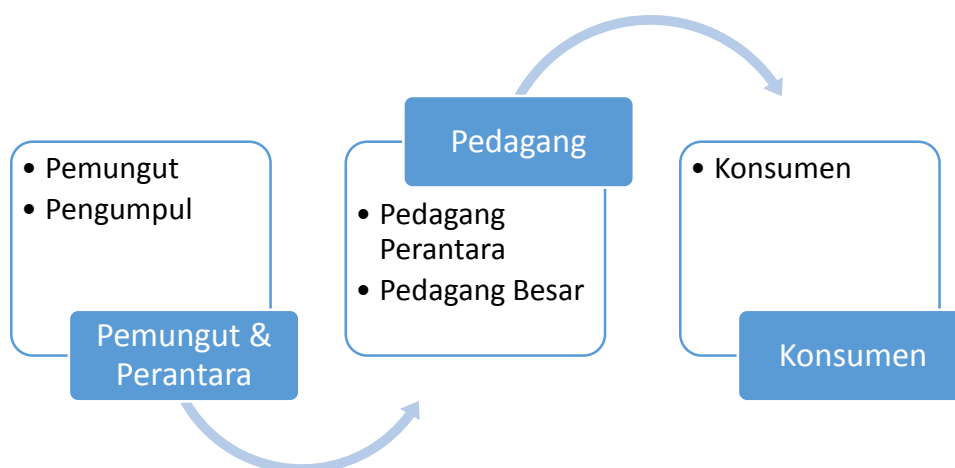 • Pemungut
• Pengumpul
Pemungut &
Perantara
Pedagang
• Pedagang
Perantara
• Pedagang Besar
• Konsumen
Konsumen